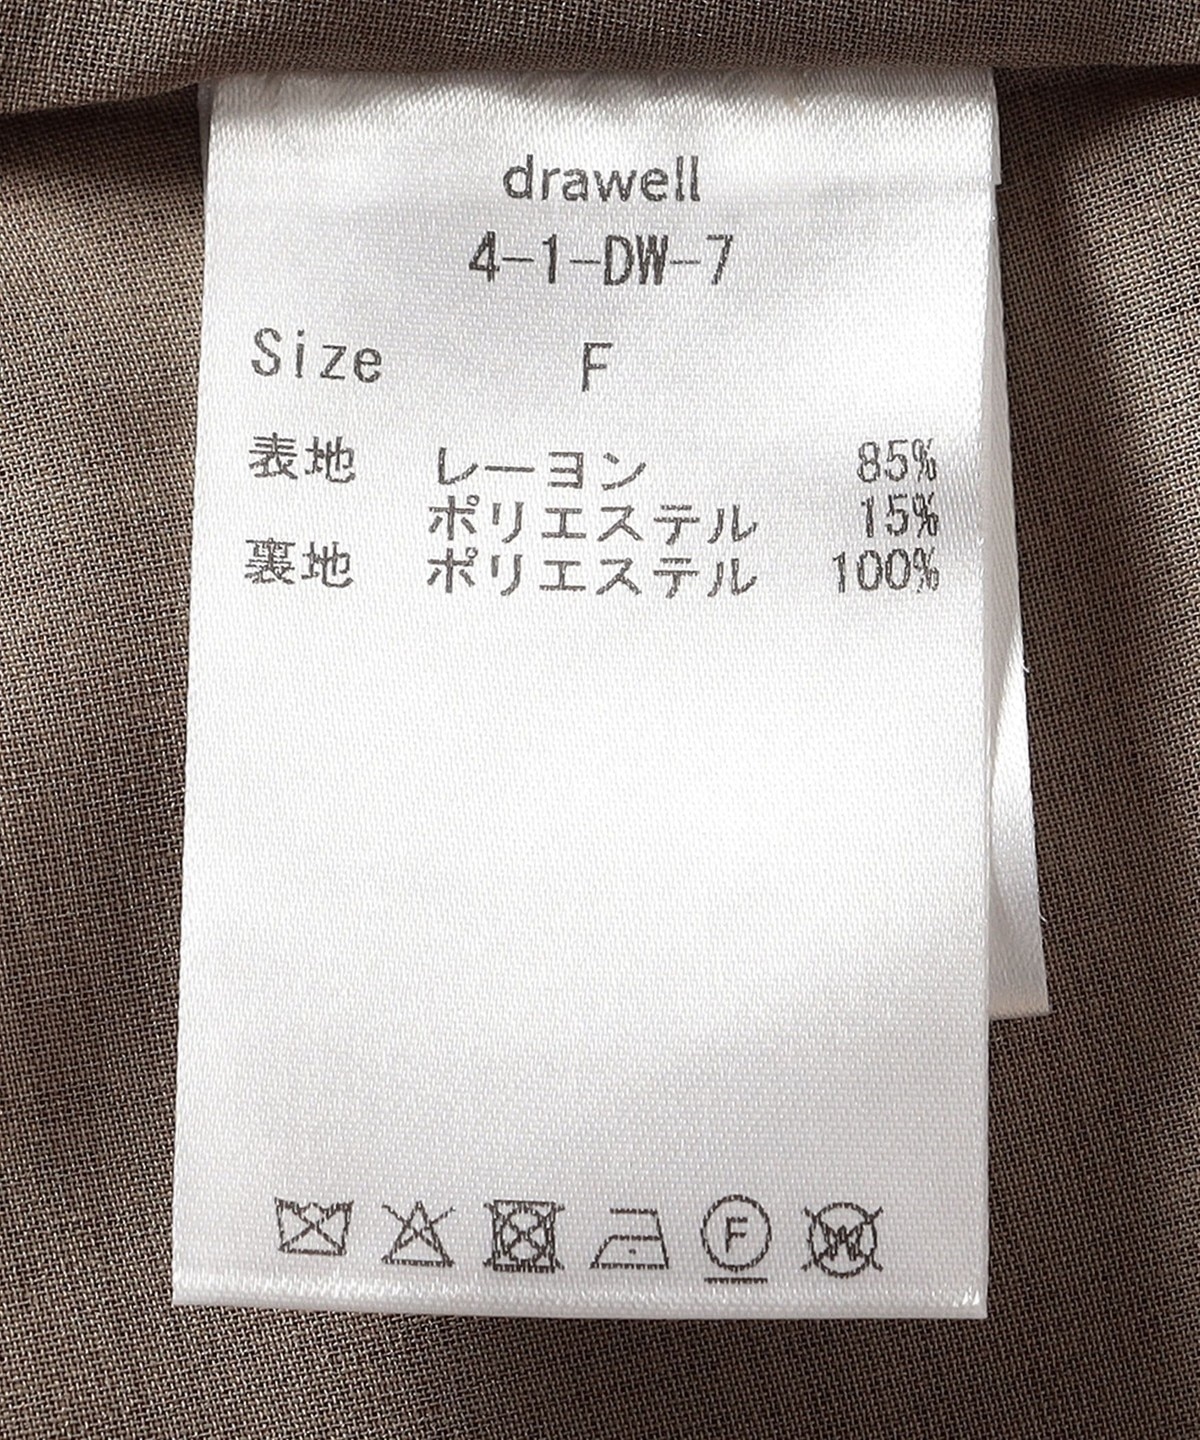 drawell
4-1-DW-7
Size F
表地 レーヨン 85%
ポリエステル 15%
裏地 ポリエステル 100%
F
W